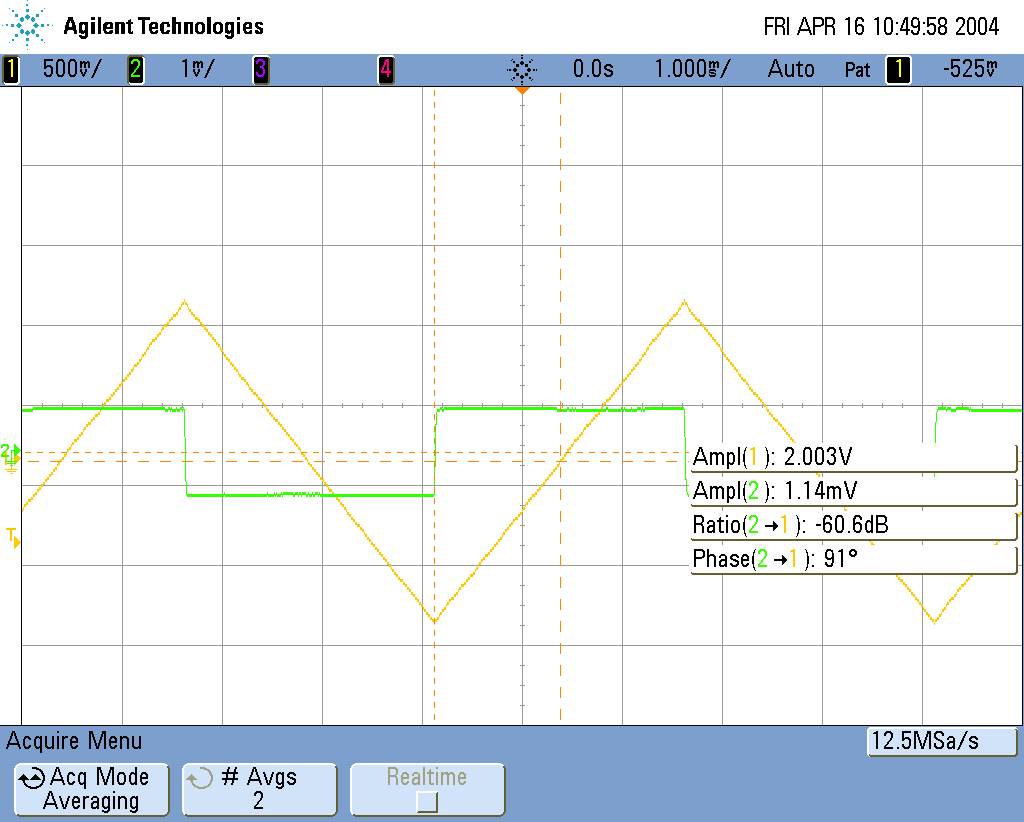 Agilent Technologies FRI APR 16 10:49:58 2004
1 500mV/ 2 1mV/ 3 4 0.0s 1.000ms/ Auto Pat 1 -525mV
2
T
Ampl(1): 2.003V
Ampl(2): 1.14mV
Ratio(2→1): -60.6dB
Phase(2→1): 91°
Acquire Menu 12.5MSa/s
Acq Mode # Avgs Realtime
Averaging 2